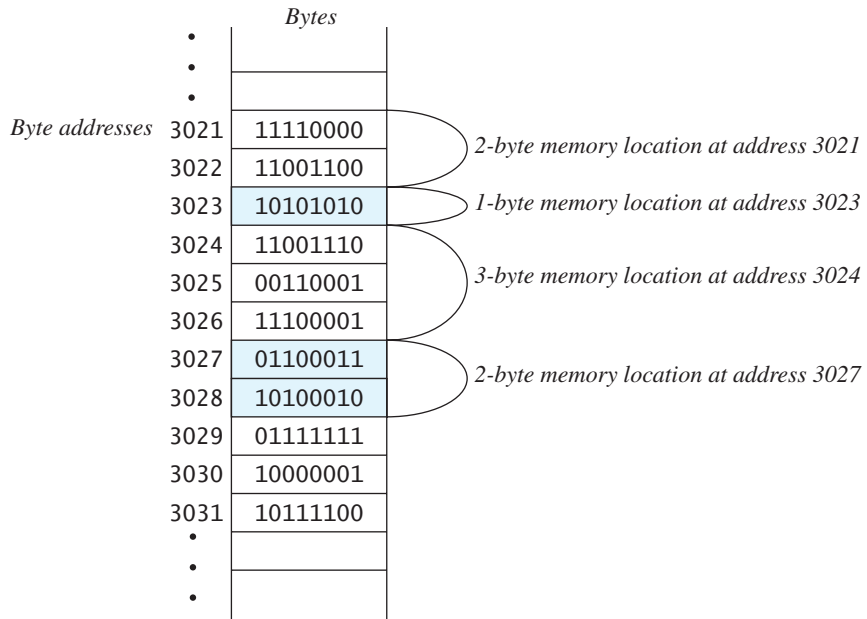 Bytes
Byte addresses 3021 11110000
2-byte memory location at address 3021
3022 11001100
3023 10101010 1-byte memory location at address 3023
3024 11001110
3025 00110001 3-byte memory location at address 3024
3026 11100001
3027 01100011
2-byte memory location at address 3027
3028 10100010
3029 01111111
3030 10000001
3031 10111100